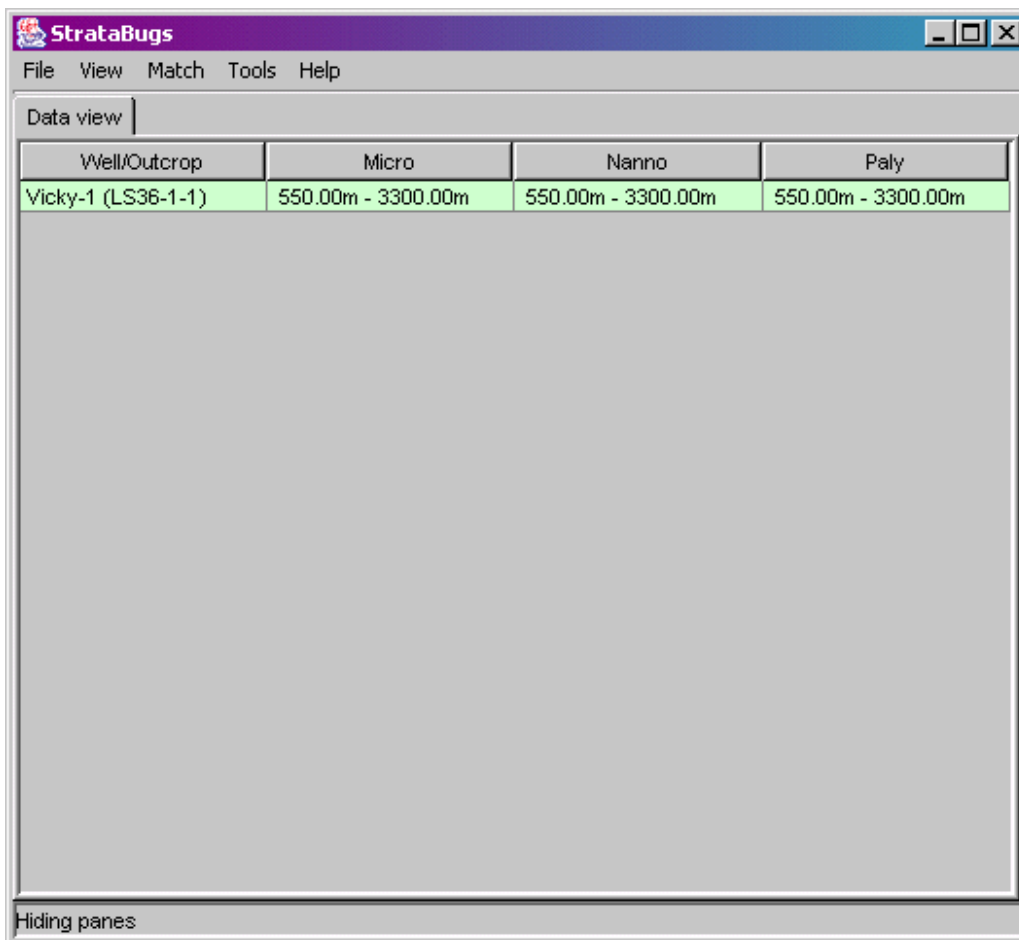 StrataBugs
File View Match Tools Help
Data view
Well/Outcrop Micro Nanno Paly
Vicky-1 (LS36-1-1) 550.00m - 3300.00m 550.00m - 3300.00m 550.00m - 3300.00m
Hiding panes